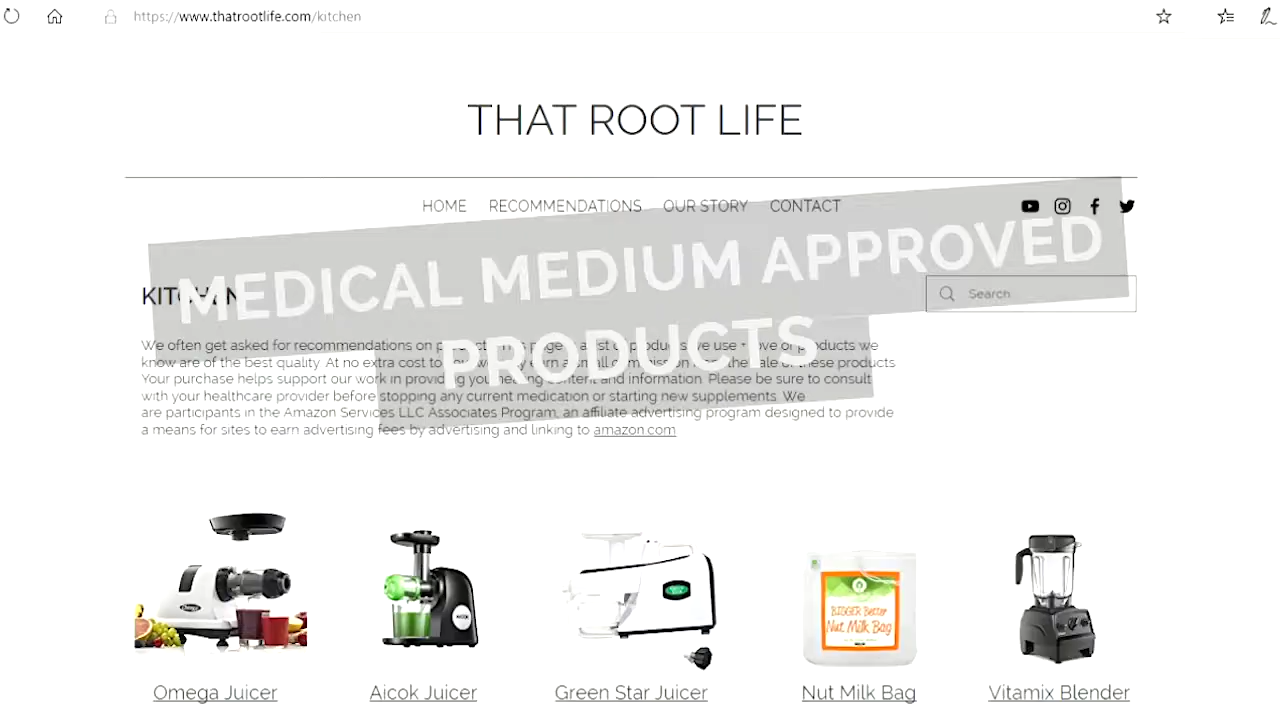 https://www.thatrootlife.com/kitchen
THAT ROOT LIFE
HOME RECOMMENDATIONS OUR STORY CONTACT
MEDICAL MEDIUM APPROVED
PRODUCTS
KITCHEN
Search
We often get asked for recommendations on products. This page is a list of products we use + love or products we
know are of the best quality. At no extra cost to you, we may earn a small commission from the sale of these products.
Your purchase helps support our work in providing you healing content and information. Please be sure to consult
with your healthcare provider before stopping any current medication or starting new supplements. We
are participants in the Amazon Services LLC Associates Program, an affiliate advertising program designed to provide
a means for sites to earn advertising fees by advertising and linking to amazon.com
BIGGER Better
Nut Milk Bag
Omega Juicer Aicok Juicer Green Star Juicer Nut Milk Bag Vitamix Blender